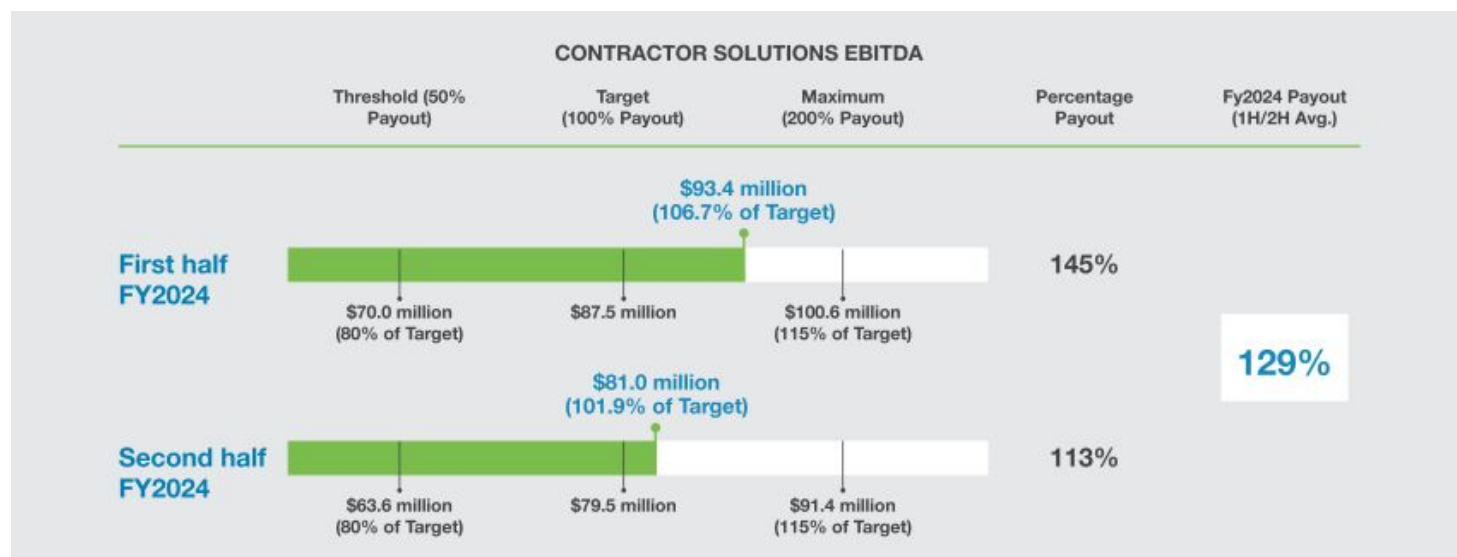 CONTRACTOR SOLUTIONS EBITDA
Threshold (50%
Payout)
Target
(100% Payout)
Maximum
(200% Payout)
Percentage
Payout
Fy2024 Payout
(1H/2H Avg.)
$93.4 million
(106.7% of Target)
First half
FY2024
145%
$70.0 million
(80% of Target)
$87.5 million
$100.6 million
(115% of Target)
129%
$81.0 million
(101.9% of Target)
Second half
FY2024
113%
$63.6 million
(80% of Target)
$79.5 million
$91.4 million
(115% of Target)